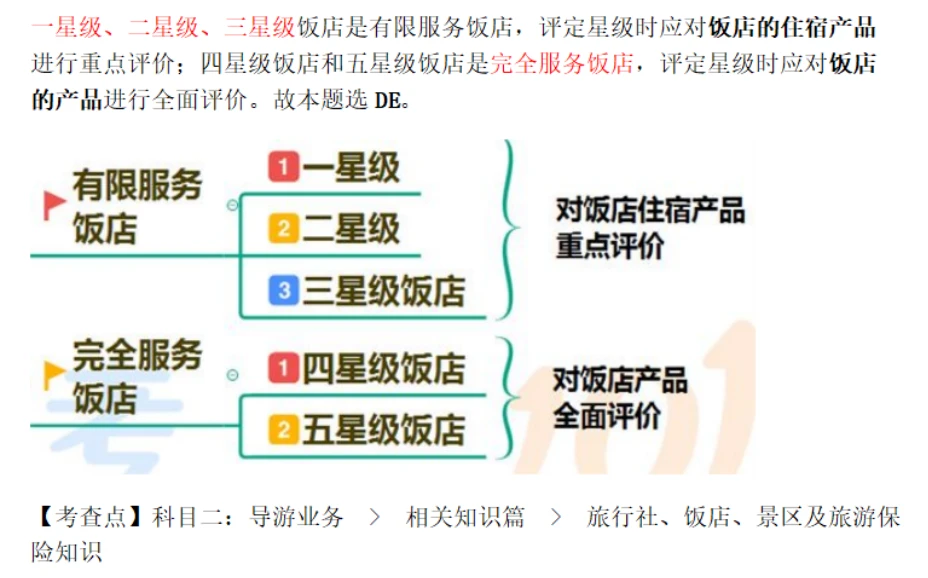 一星级、二星级、三星级饭店是有限服务饭店，评定星级时应对饭店的住宿产品
进行重点评价；四星级饭店和五星级饭店是完全服务饭店，评定星级时应对饭店
的产品进行全面评价。故本题选 DE。
有限服务
饭店
1 一星级
2 二星级
3 三星级饭店
对饭店住宿产品
重点评价
完全服务
饭店
1 四星级饭店
2 五星级饭店
对饭店产品
全面评价
考 101
【考查点】科目二：导游业务 > 相关知识篇 > 旅行社、饭店、景区及旅游保
险知识